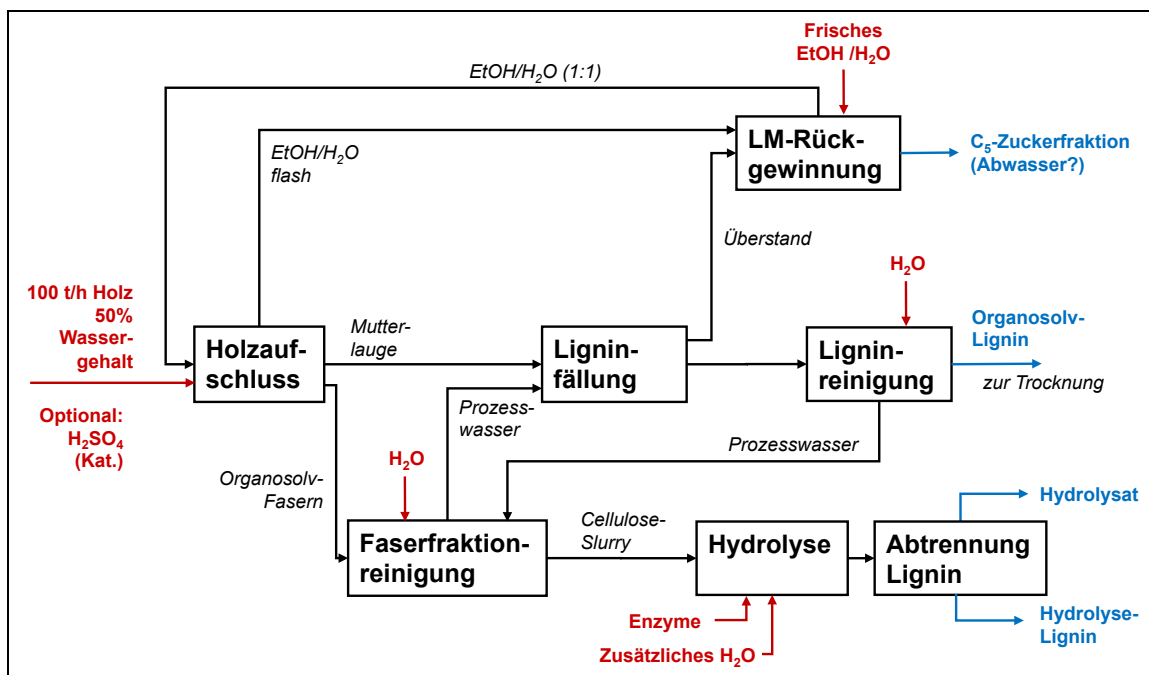 Frisches
EtOH /H₂O
EtOH/H₂O (1:1)
LM-Rück-
gewinnung
C₅-Zuckerfraktion
(Abwasser?)
EtOH/H₂O
flash
Überstand
H₂O
100 t/h Holz
50%
Wasser-
gehalt
Holzauf-
schluss
Mutter-
lauge
Lignin-
fällung
Lignin-
reinigung
Organosolv-
Lignin
zur Trocknung
Optional:
H₂SO₄
(Kat.)
Prozess-
wasser
Prozesswasser
Organosolv-
Fasern
H₂O
Faserfraktion-
reinigung
Cellulose-
Slurry
Hydrolyse
Abtrennung
Lignin
Hydrolysat
Enzyme
Zusätzliches H₂O
Hydrolyse-
Lignin